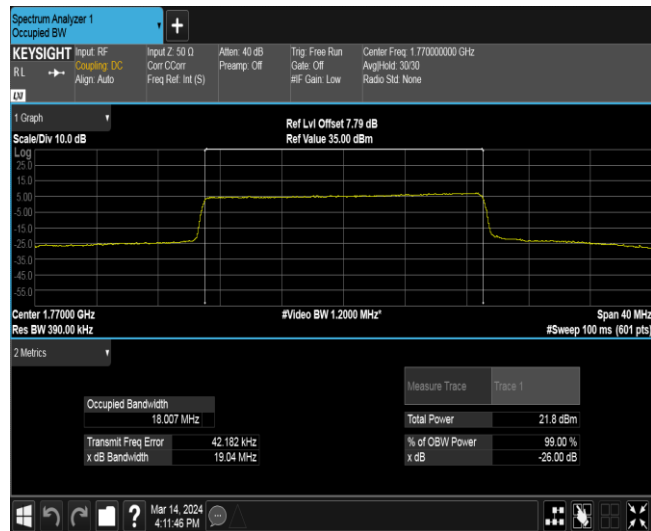 Spectrum Analyzer 1
Occupied BW
+
KEYSIGHT
RL
LXI
Input: RF
Coupling: DC
Align: Auto
Input Z: 50 Ω
Corr CCorr
Freq Ref: Int (S)
Atten: 40 dB
Preamp: Off
Trig: Free Run
Gate: Off
#IF Gain: Low
Center Freq: 1.770000000 GHz
Avg|Hold: 30/30
Radio Std: None
1 Graph
Scale/Div 10.0 dB
Ref Lvl Offset 7.79 dB
Ref Value 35.00 dBm
Log
25.0
15.0
5.00
-5.00
-15.0
-25.0
-35.0
-45.0
-55.0
Center 1.77000 GHz
#Video BW 1.2000 MHz*
Span 40 MHz
Res BW 390.00 kHz
#Sweep 100 ms (601 pts)
2 Metrics
Measure Trace Trace 1
Occupied Bandwidth
18.007 MHz
Total Power 21.8 dBm
Transmit Freq Error 42.182 kHz
% of OBW Power 99.00 %
x dB Bandwidth 19.04 MHz
x dB -26.00 dB
?
Mar 14, 2024
4:11:46 PM